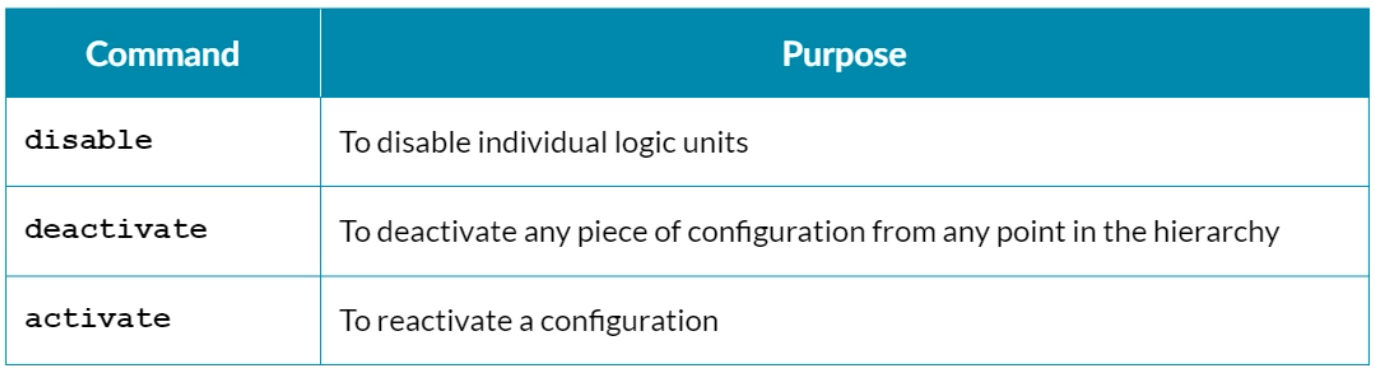 Command Purpose
disable To disable individual logic units
deactivate To deactivate any piece of configuration from any point in the hierarchy
activate To reactivate a configuration